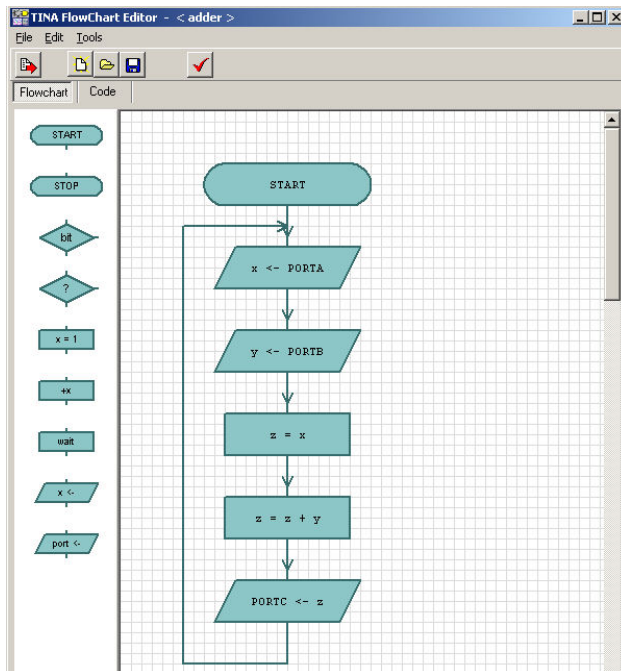 TINA FlowChart Editor - < adder >
File Edit Tools
Flowchart Code
START
STOP
bit
?
x = 1
+x
wait
x <-
port <-
START
x <- PORTA
y <- PORTB
z = x
z = z + y
PORTC <- z